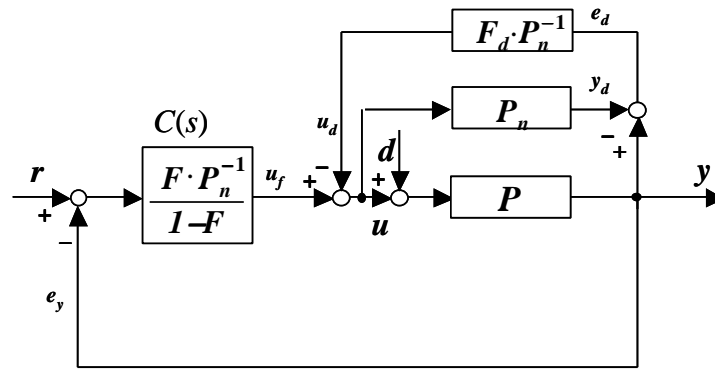 F_d·P_n^{-1}
e_d
y_d
P_n
−
+
C(s)
u_d
−
d
r
+
−
F·P_n^{-1}
1−F
u_f
+
+
u
P
y
e_y